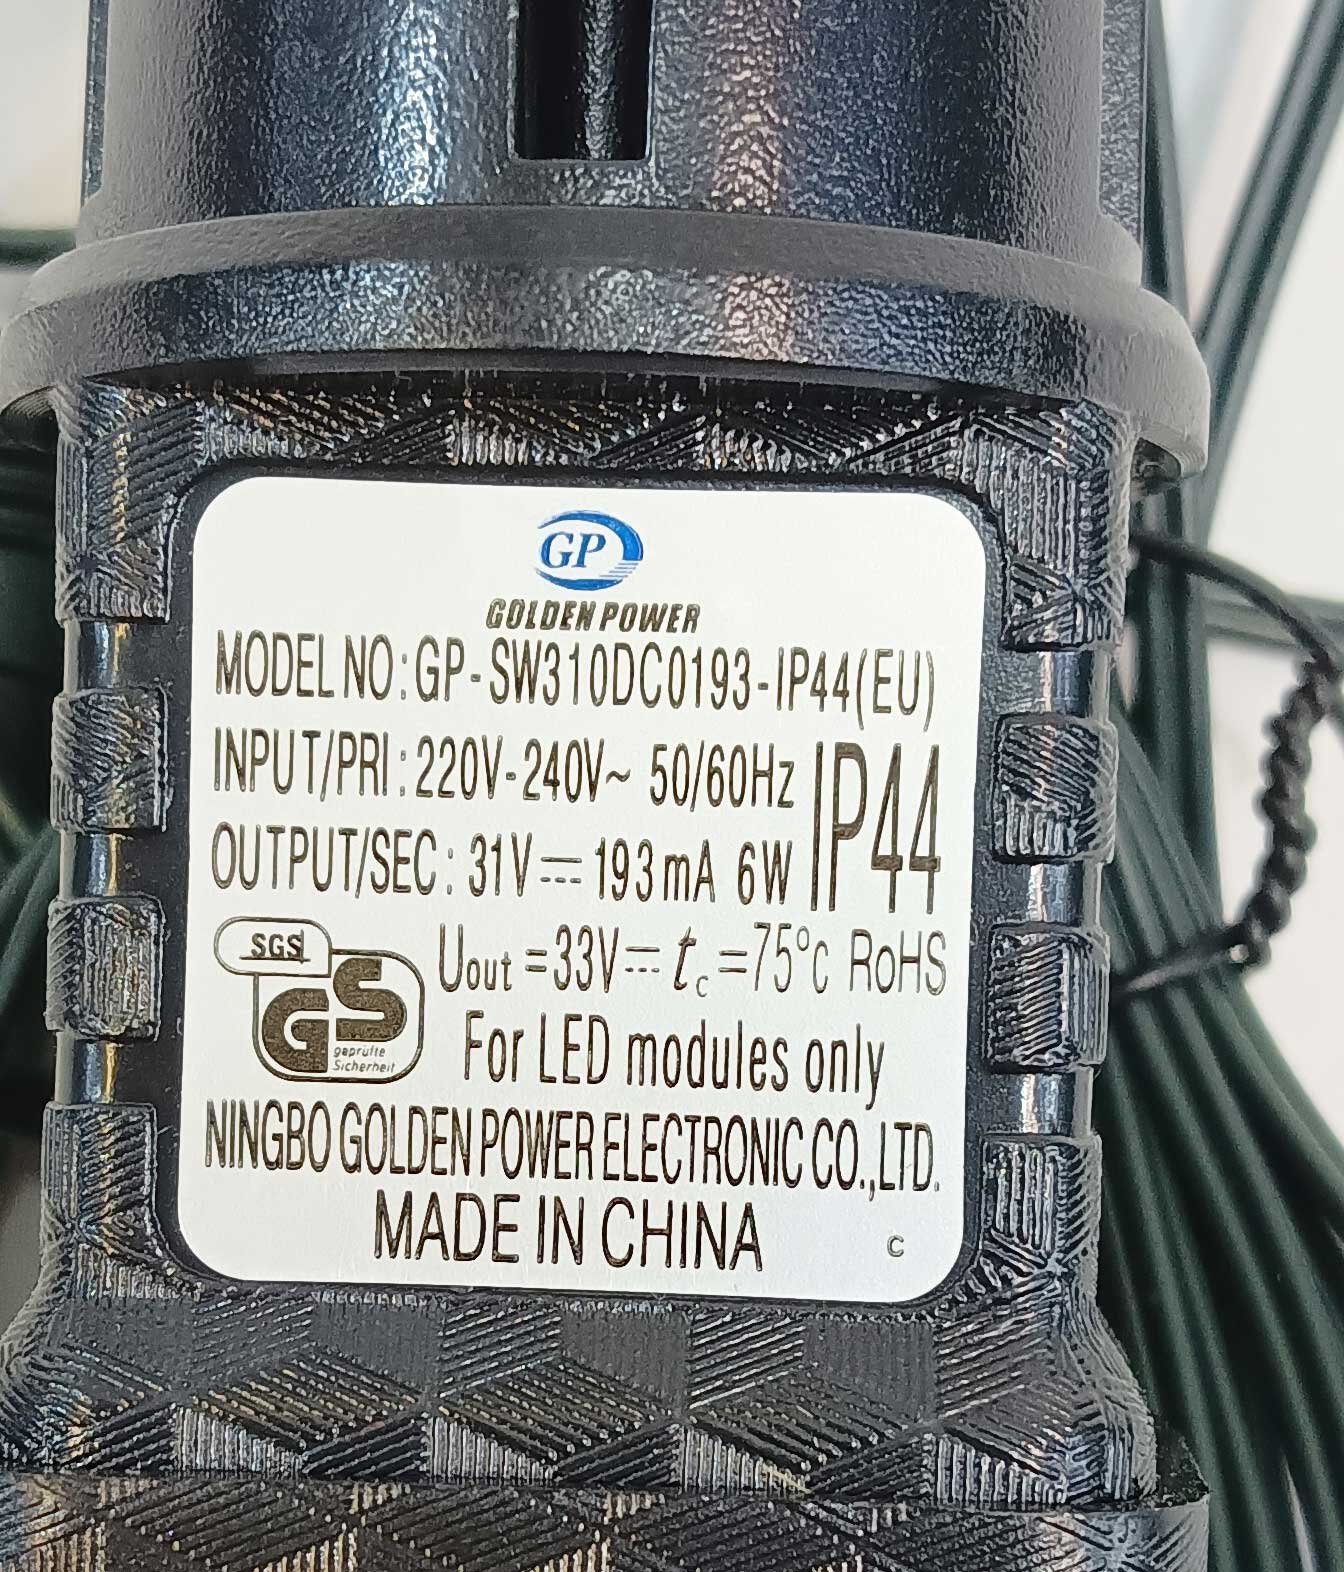 GP
GOLDEN POWER
MODEL NO: GP-SW310DC0193-IP44(EU)
INPUT/PRI: 220V-240V~ 50/60Hz
IP44
OUTPUT/SEC: 31V⎓193mA 6W
SGS
GS
geprüfte
Sicherheit
Uout =33V⎓ tc =75°c RoHS
For LED modules only
NINGBO GOLDEN POWER ELECTRONIC CO.,LTD.
MADE IN CHINA
C